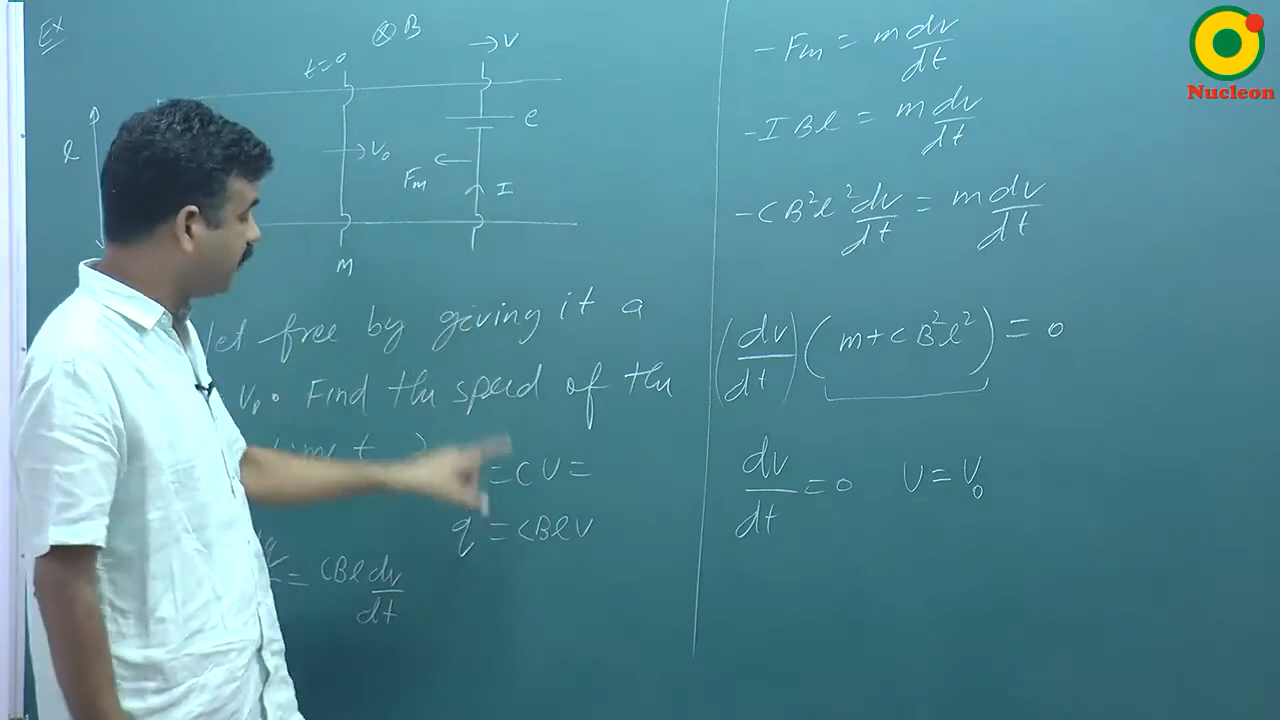 Ex
⊗B
→V
t=0
l
→V₀
e
Fm
I
m
let free by giving it a
V₀. Find the speed of the
time t
=CV=
q = CBlV
= CBl dv/dt
-Fm = m dv/dt
-IBl = m dv/dt
-CB²l² dv/dt = m dv/dt
(dv/dt)(m+CB²l²) = 0
dv/dt = 0 V = V₀
Nucleon